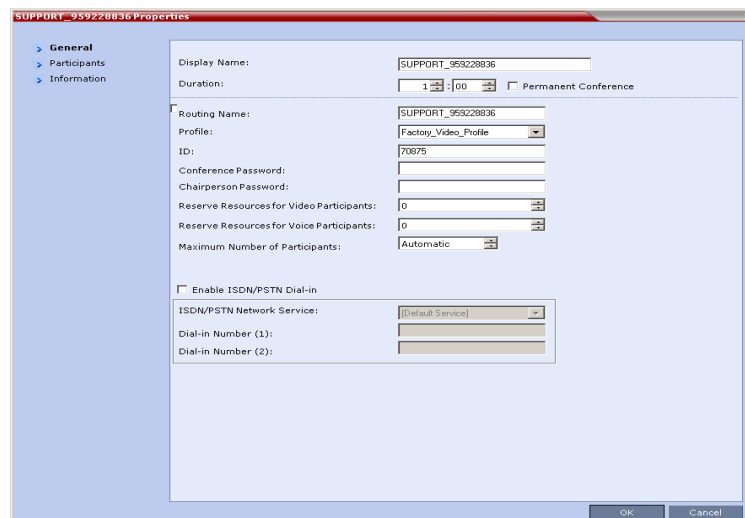 SUPPORT_959228836 Properties
General
Participants
Information
Display Name: SUPPORT_959228836
Duration: 1 : 00 Permanent Conference
Routing Name: SUPPORT_959228836
Profile: Factory_Video_Profile
ID: 70875
Conference Password:
Chairperson Password:
Reserve Resources for Video Participants: 0
Reserve Resources for Voice Participants: 0
Maximum Number of Participants: Automatic
Enable ISDN/PSTN Dial-in
ISDN/PSTN Network Service: [Default Service]
Dial-in Number (1):
Dial-in Number (2):
OK Cancel